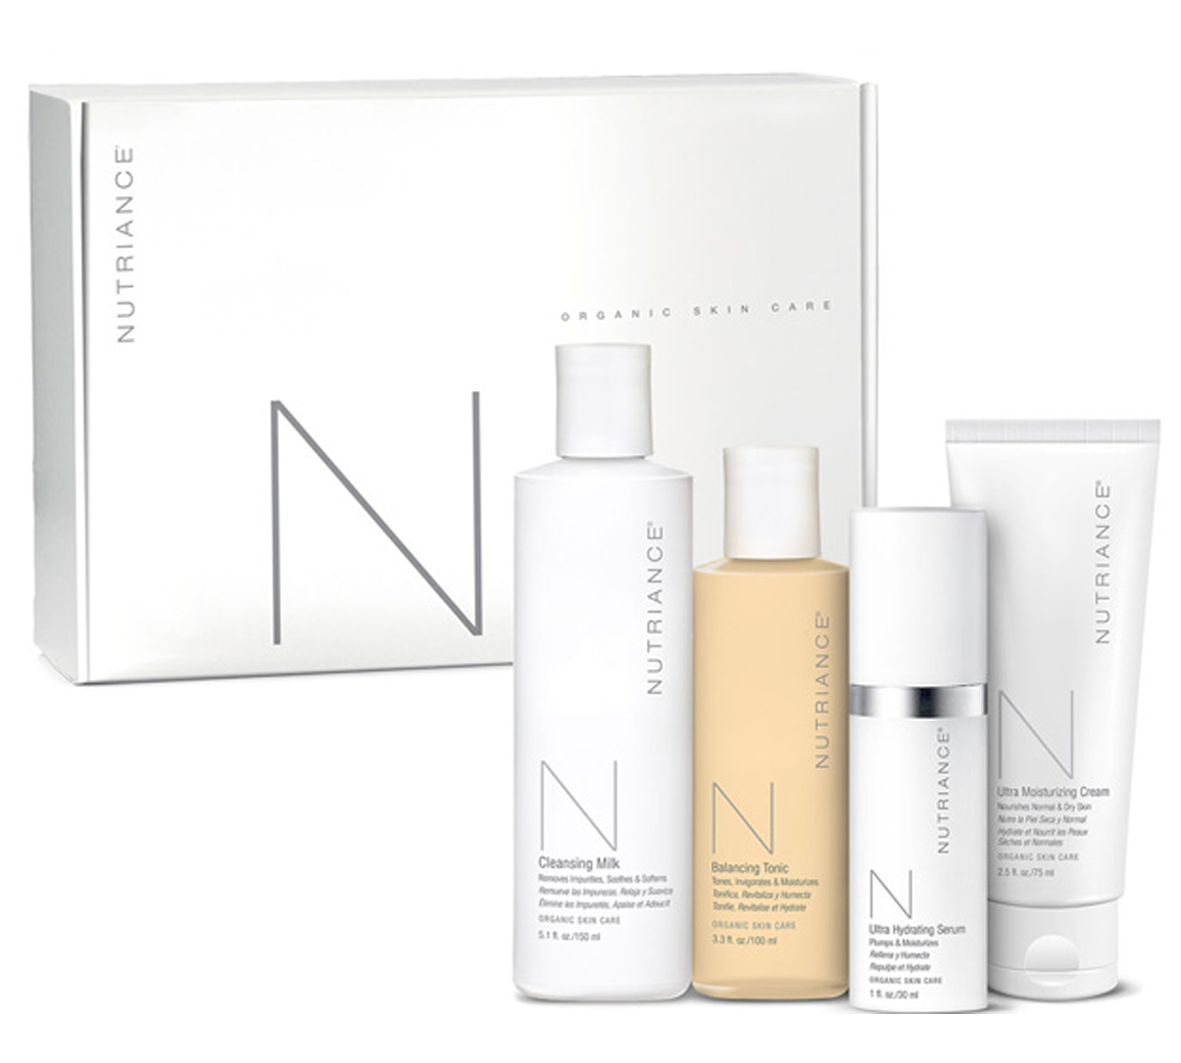 NUTRIANCE
ORGANIC SKIN CARE
N
NUTRIANCE®
N
Cleansing Milk
Removes Impurities, Soothes & Softens
Remueve las Impurezas, Relaja y Suaviza
Élimine les Impuretés, Apaise et Adoucit
ORGANIC SKIN CARE
5.1 fl. oz./150 ml
NUTRIANCE®
N
Balancing Tonic
Tones, Invigorates & Moisturizes
Tonifica, Revitaliza y Humecta
Tonifie, Revitalise et Hydrate
ORGANIC SKIN CARE
3.3 fl. oz./100 ml
NUTRIANCE®
N
Ultra Hydrating Serum
Plumps & Moisturizes
Rellena y Humecta
Repulpe et Hydrate
ORGANIC SKIN CARE
1 fl. oz./30 ml
NUTRIANCE®
N
Ultra Moisturizing Cream
Nourishes Normal & Dry Skin
Nutre la Piel Seca y Normal
Hydrate et Nourrit les Peaux
Sèches et Normales
ORGANIC SKIN CARE
2.5 fl. oz./75 ml